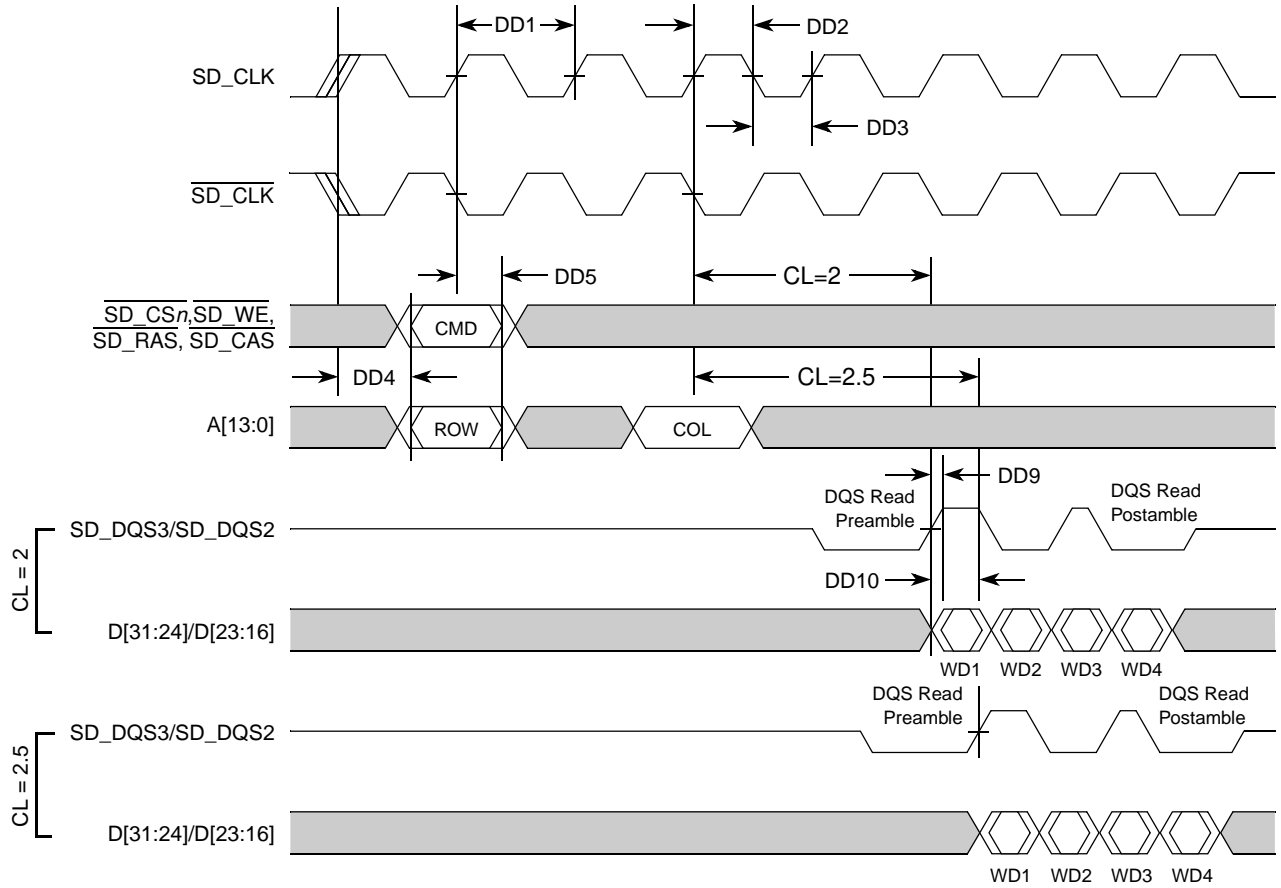 DD1
DD2
SD_CLK
DD3
SD_CLK
DD5
CL=2
SD_CSn,SD_WE,
SD_RAS, SD_CAS
CMD
DD4
CL=2.5
A[13:0]
ROW
COL
DD9
DQS Read
Preamble
DQS Read
Postamble
SD_DQS3/SD_DQS2
CL = 2
DD10
D[31:24]/D[23:16]
WD1 WD2 WD3 WD4
DQS Read
Preamble
DQS Read
Postamble
SD_DQS3/SD_DQS2
CL = 2.5
D[31:24]/D[23:16]
WD1 WD2 WD3 WD4